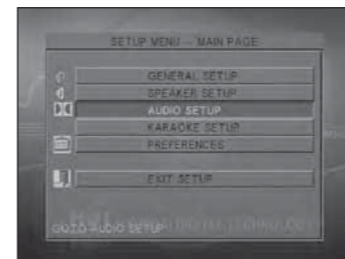 SETUP MENU -- MAIN PAGE
GENERAL SETUP
SPEAKER SETUP
AUDIO SETUP
KARAOKE SETUP
PREFERENCES
EXIT SETUP
GOTO AUDIO SETUP